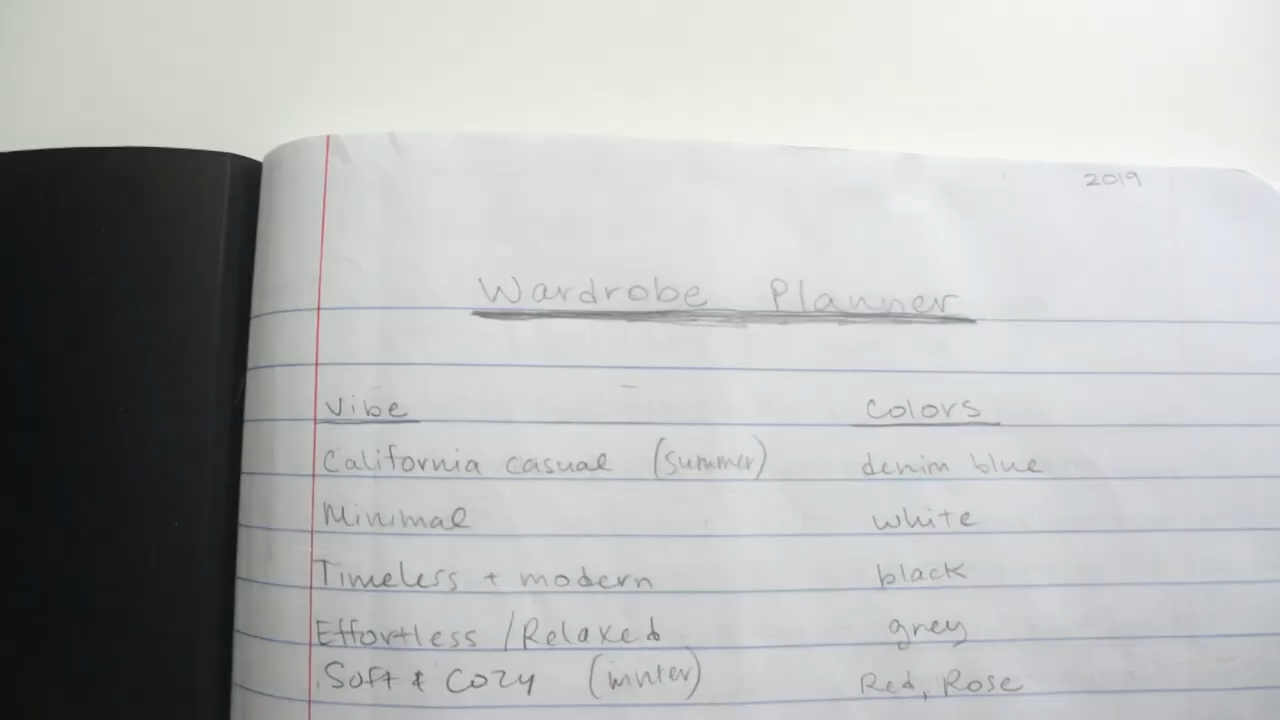 2019
Wardrobe Planner
Vibe Colors
California casual (summer) denim blue
Minimal white
Timeless + modern black
Effortless / Relaxed grey
Soft & Cozy (winter) Red, Rose